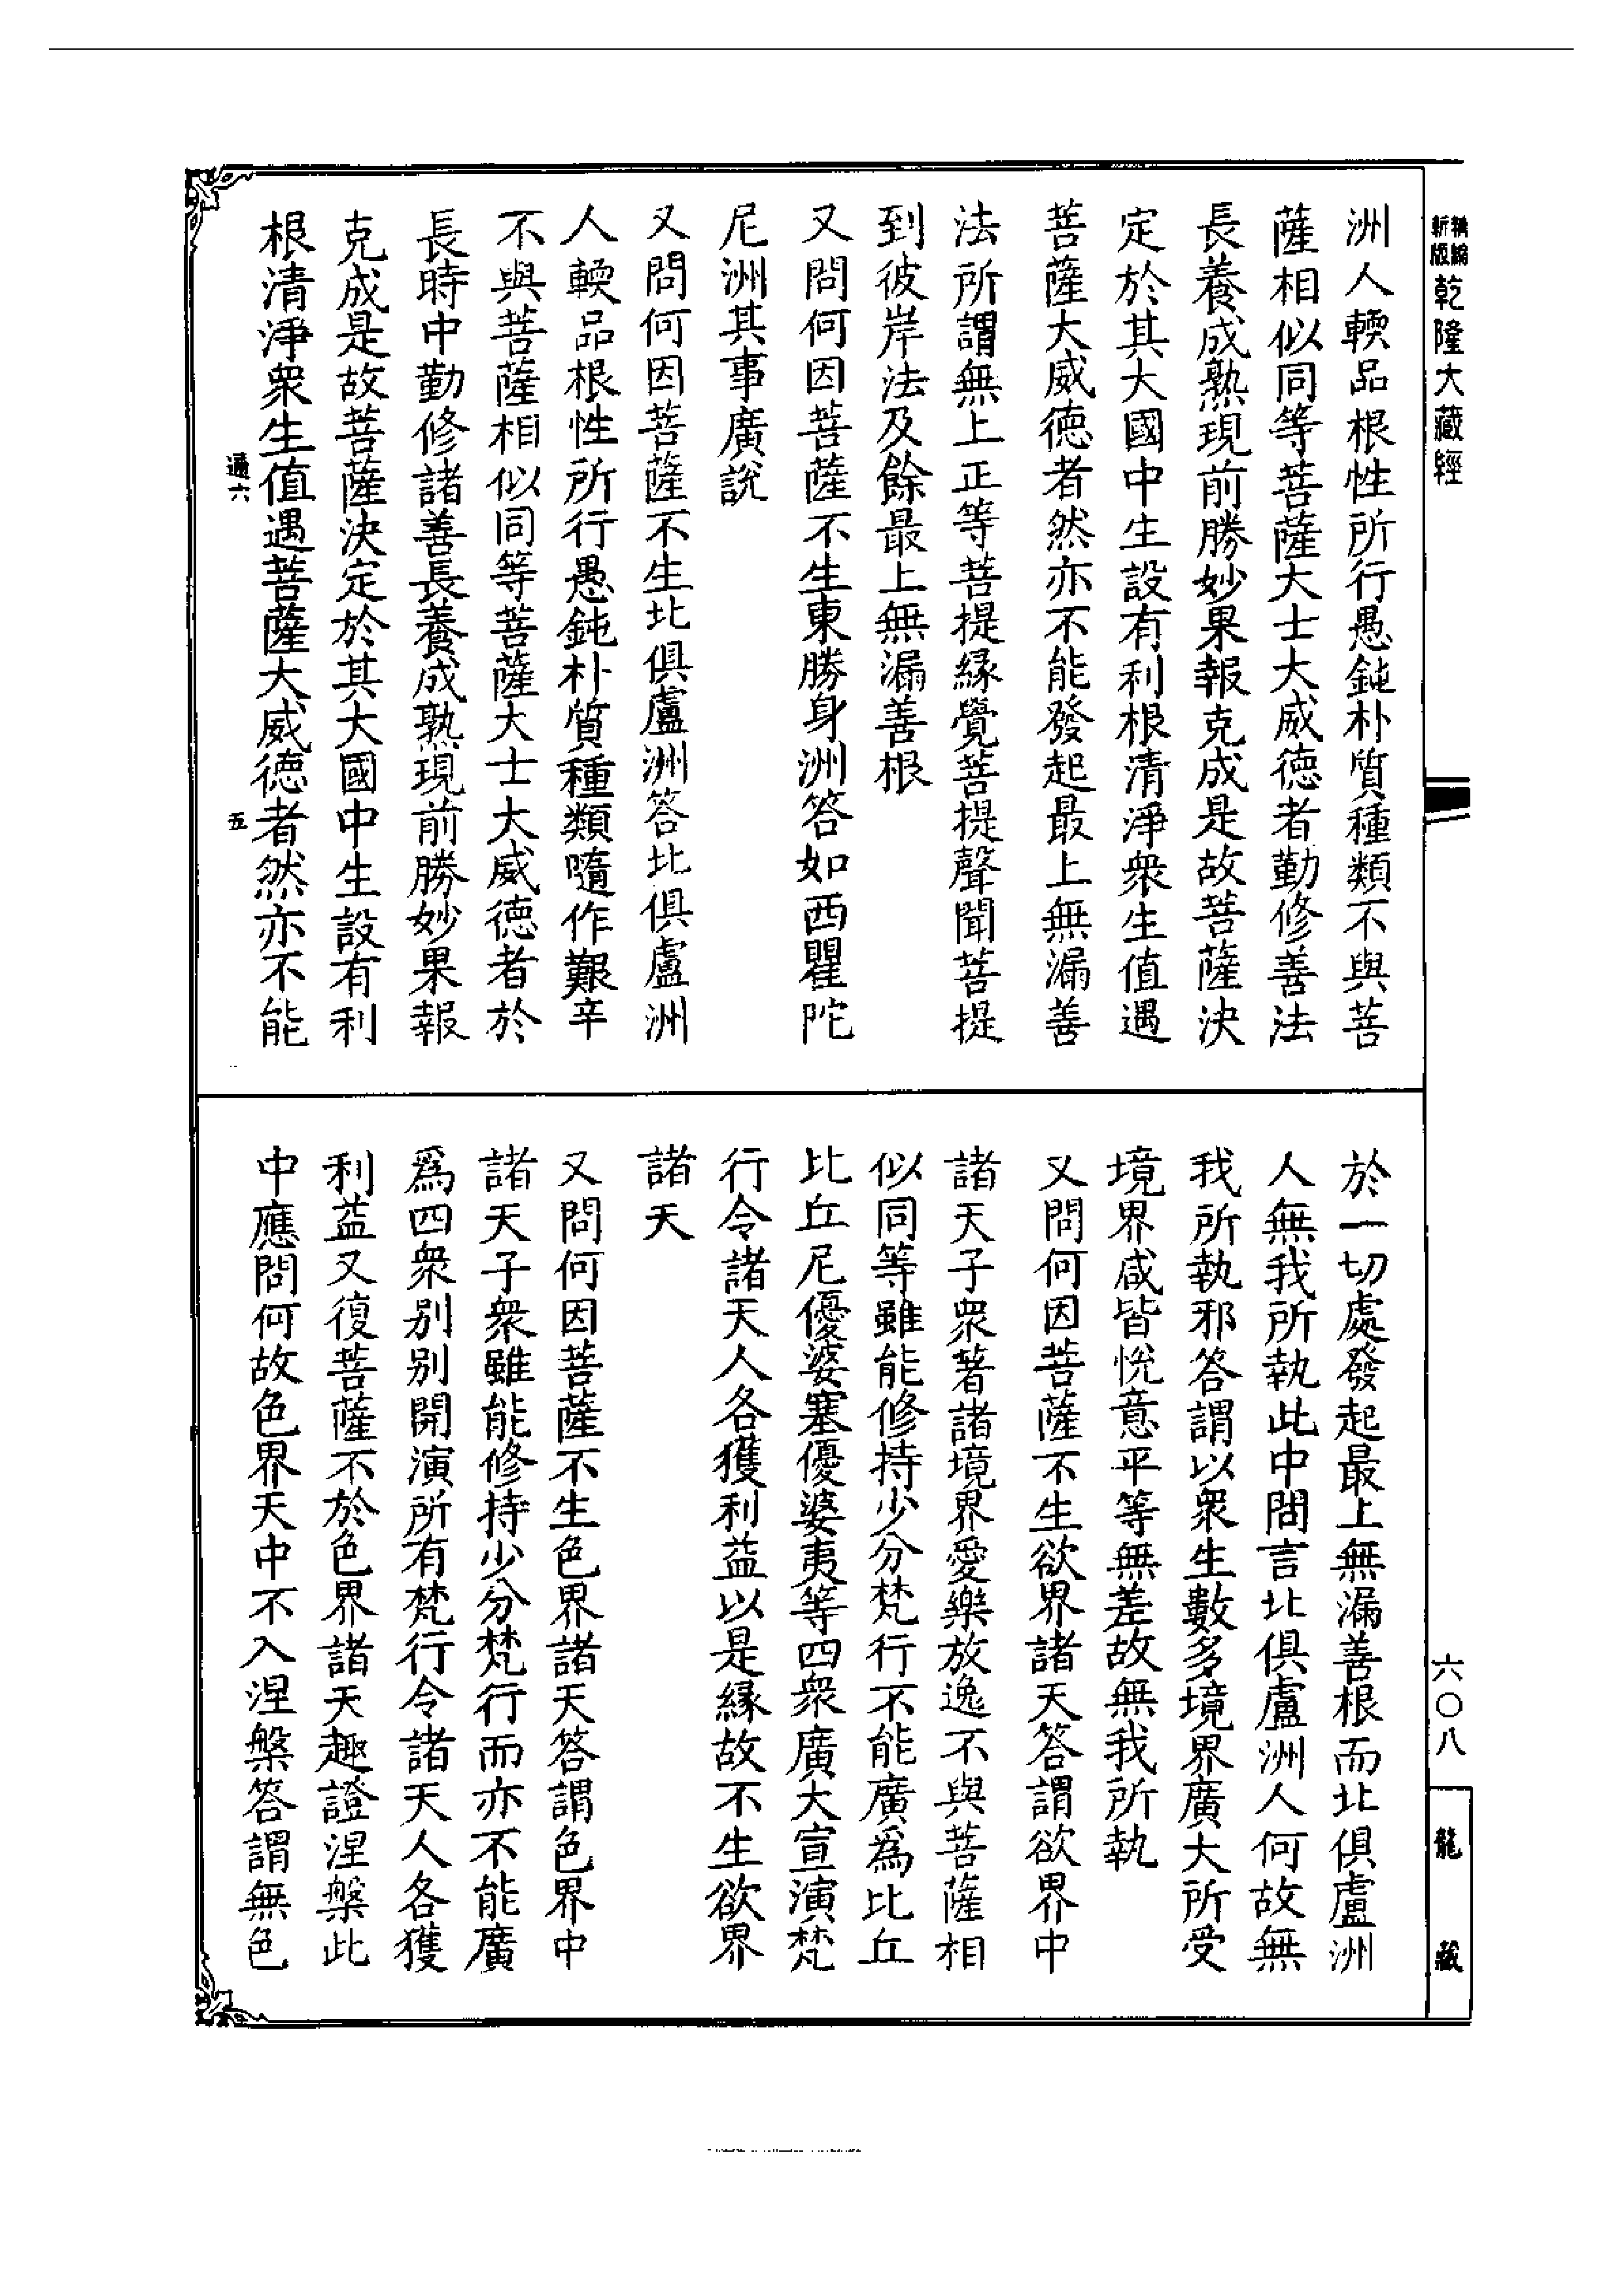 新版精編
乾隆大藏經
洲人輭品根性所行愚鈍朴質種類不與菩
薩相似同等菩薩大士大威德者勤修善法
長養成熟現前勝妙果報克成是故菩薩決
定於其大國中生設有利根清淨衆生值遇
菩薩大威德者然亦不能發起最上無漏善
法所謂無上正等菩提緣覺菩提聲聞菩提
到彼岸法及餘最上無漏善根
又問何因菩薩不生東勝身洲答如西瞿陀
尼洲其事廣說
又問何因菩薩不生北俱盧洲答北俱盧洲
人輭品根性所行愚鈍朴質種類隨作艱辛
不與菩薩相似同等菩薩大士大威德者於
長時中勤修諸善長養成熟現前勝妙果報
克成是故菩薩決定於其大國中生設有利
根清淨衆生值遇菩薩大威德者然亦不能
通六
五
於一切處發起最上無漏善根而北俱盧洲
人無我所執此中問言北俱盧洲人何故無
我所執邪答謂以衆生數多境界廣大所受
境界咸皆悅意平等無差故無我所執
又問何因菩薩不生欲界諸天答謂欲界中
諸天子衆著諸境界愛樂放逸不與菩薩相
似同等雖能修持少分梵行不能廣爲比丘
比丘尼優婆塞優婆夷等四衆廣大宣演梵
行令諸天人各獲利益以是緣故不生欲界
諸天
又問何因菩薩不生色界諸天答謂色界中
諸天子衆雖能修持少分梵行而亦不能廣
爲四衆別別開演所有梵行令諸天人各獲
利益又復菩薩不於色界諸天趣證涅槃此
中應問何故色界天中不入涅槃答謂無色
六〇八
龍藏